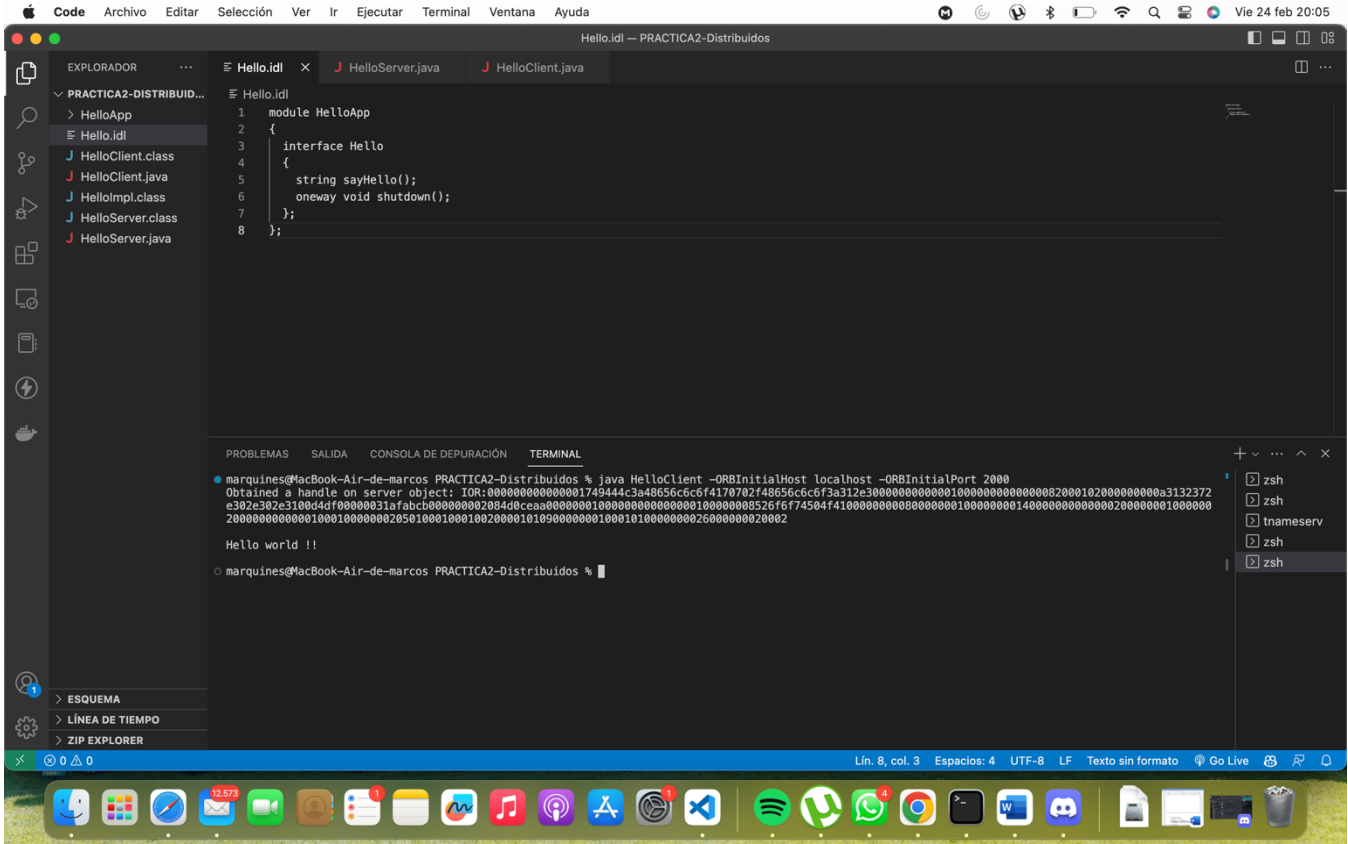 Code Archivo Editar Selección Ver Ir Ejecutar Terminal Ventana Ayuda Vie 24 feb 20:05
Hello.idl — PRACTICA2-Distribuidos
EXPLORADOR ...
PRACTICA2-DISTRIBUID...
HelloApp
Hello.idl
HelloClient.class
HelloClient.java
HelloImpl.class
HelloServer.class
HelloServer.java
Hello.idl HelloServer.java HelloClient.java
Hello.idl
1 module HelloApp
2 {
3 interface Hello
4 {
5 string sayHello();
6 oneway void shutdown();
7 };
8 };
PROBLEMAS SALIDA CONSOLA DE DEPURACIÓN TERMINAL
marquines@MacBook-Air-de-marcos PRACTICA2-Distribuidos % java HelloClient -ORBInitialHost localhost -ORBInitialPort 2000
Obtained a handle on server object:
Hello world !!
marquines@MacBook-Air-de-marcos PRACTICA2-Distribuidos %
zsh
zsh
tnameserv
zsh
zsh
ESQUEMA
LÍNEA DE TIEMPO
ZIP EXPLORER
1
0 0 Lín. 8, col. 3 Espacios: 4 UTF-8 LF Texto sin formato Go Live
12.573 1 1 4